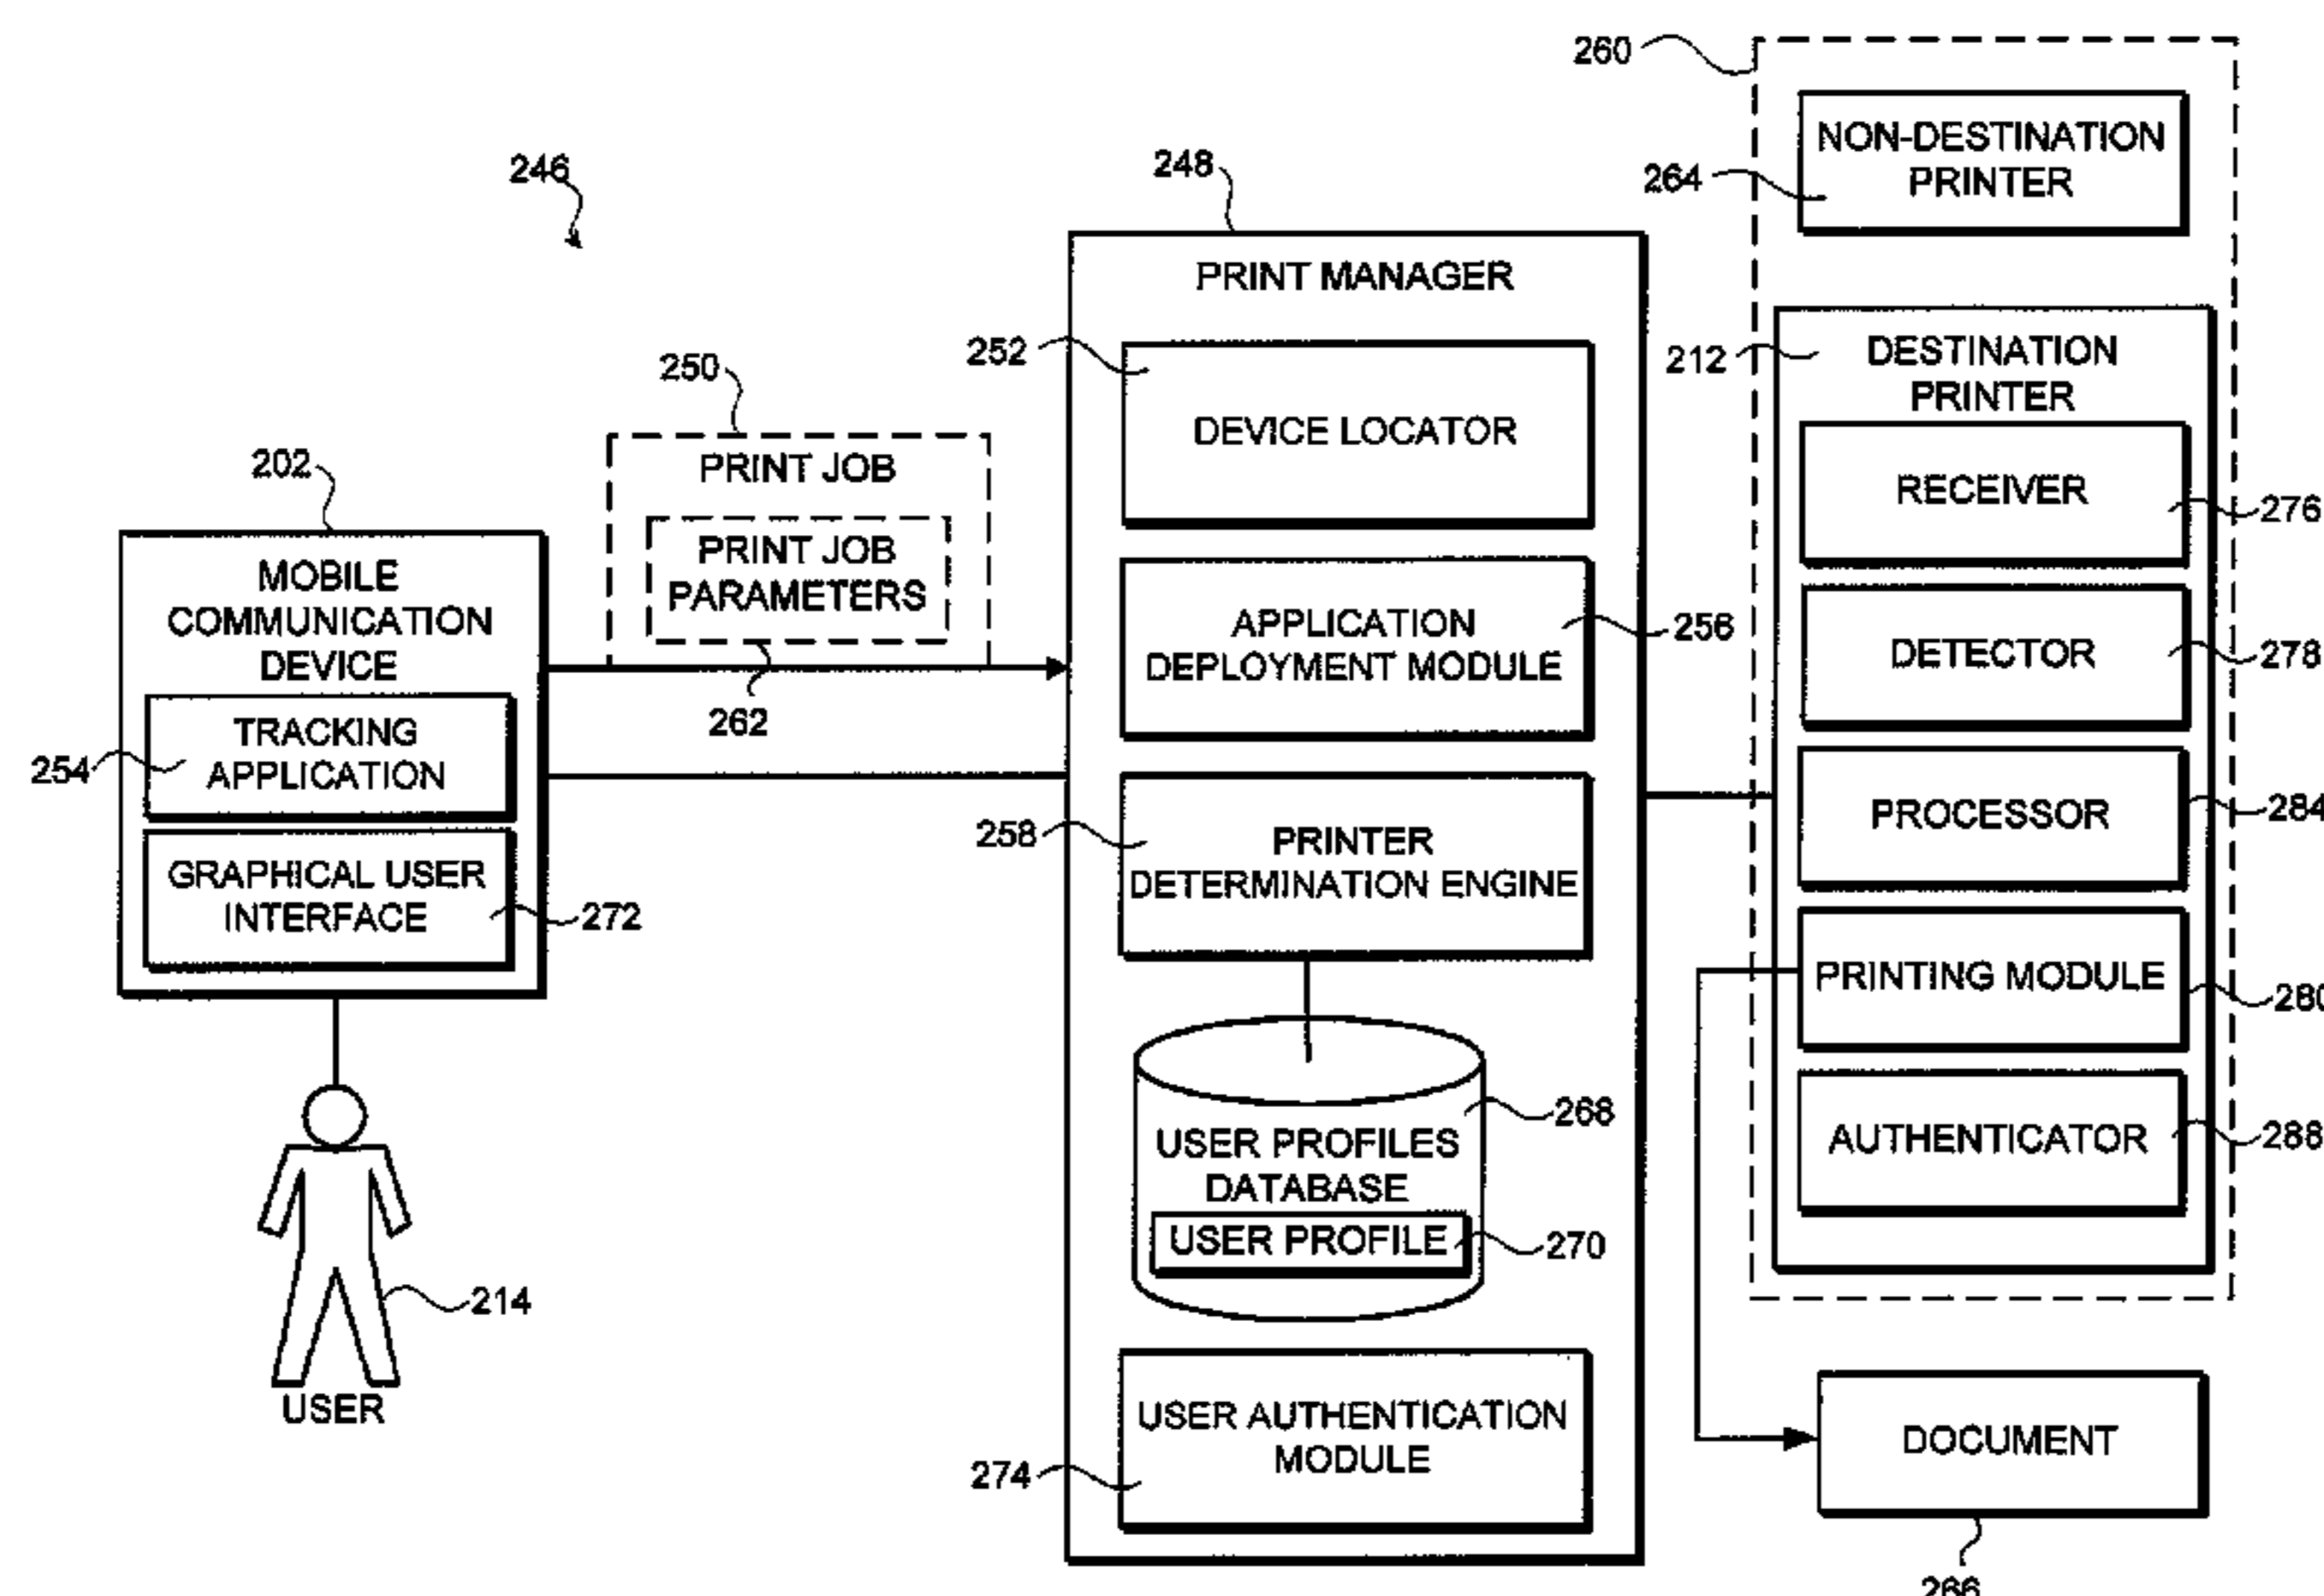 246
202
MOBILE
COMMUNICATION
DEVICE
TRACKING
APPLICATION
254
GRAPHICAL USER
INTERFACE
272
214
USER
250
PRINT JOB
PRINT JOB
PARAMETERS
262
248
PRINT MANAGER
252
DEVICE LOCATOR
APPLICATION
DEPLOYMENT MODULE
256
258
PRINTER
DETERMINATION ENGINE
268
USER PROFILES
DATABASE
USER PROFILE
270
USER AUTHENTICATION
MODULE
274
260
NON-DESTINATION
PRINTER
264
212
DESTINATION
PRINTER
RECEIVER
276
DETECTOR
278
PROCESSOR
284
PRINTING MODULE
280
AUTHENTICATOR
288
DOCUMENT
266